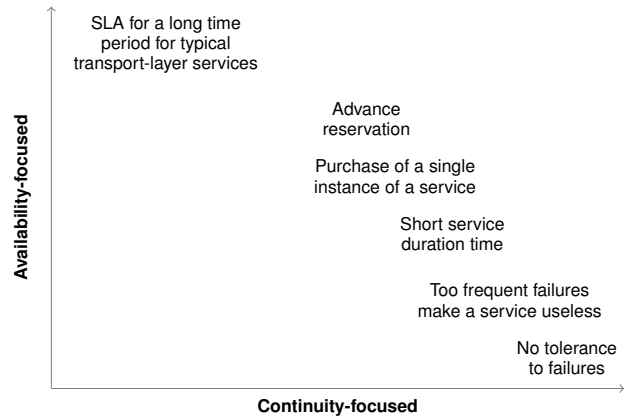 SLA for a long time
period for typical
transport-layer services
Advance
reservation
Purchase of a single
instance of a service
Short service
duration time
Too frequent failures
make a service useless
No tolerance
to failures
Availability-focused
Continuity-focused